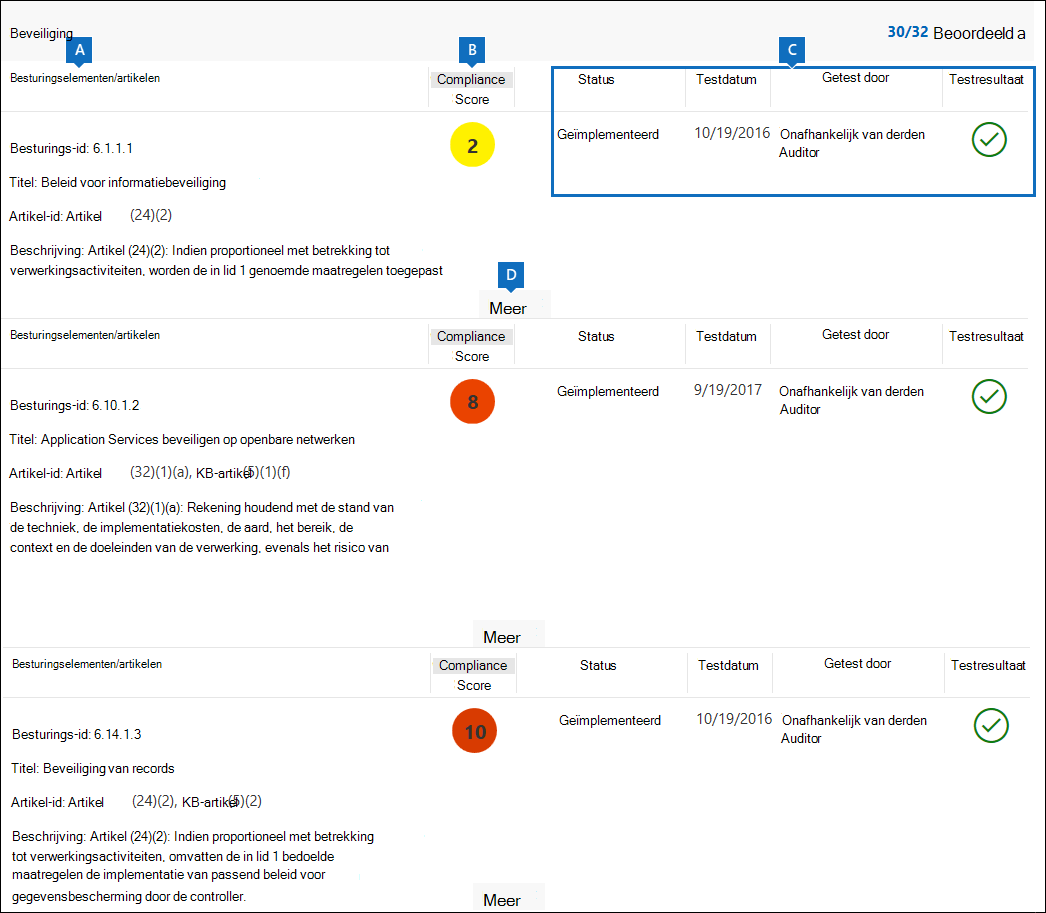 Beveiliging
30/32 Beoordeeld a
A
B
C
Besturingselementen/artikelen
Compliance
Score
Status
Testdatum
Getest door
Testresultaat
Besturings-id: 6.1.1.1
2
Geïmplementeerd
10/19/2016
Onafhankelijk van derden
Auditor
Titel: Beleid voor informatiebeveiliging
Artikel-id: Artikel (24)(2)
Beschrijving: Artikel (24)(2): Indien proportioneel met betrekking tot
verwerkingsactiviteiten, worden de in lid 1 genoemde maatregelen toegepast
D
Meer
Besturingselementen/artikelen
Compliance
Score
Status
Testdatum
Getest door
Testresultaat
Besturings-id: 6.10.1.2
8
Geïmplementeerd
9/19/2017
Onafhankelijk van derden
Auditor
Titel: Application Services beveiligen op openbare netwerken
Artikel-id: Artikel (32)(1)(a), KB-artikel (5)(1)(f)
Beschrijving: Artikel (32)(1)(a): Rekening houdend met de stand van
de techniek, de implementatiekosten, de aard, het bereik, de
context en de doeleinden van de verwerking, evenals het risico van
Meer
Besturingselementen/artikelen
Compliance
Score
Status
Testdatum
Getest door
Testresultaat
Besturings-id: 6.14.1.3
10
Geïmplementeerd
10/19/2016
Onafhankelijk van derden
Auditor
Titel: Beveiliging van records
Artikel-id: Artikel (24)(2), KB-artikel (5)(2)
Beschrijving: Artikel (24)(2): Indien proportioneel met betrekking
tot verwerkingsactiviteiten, omvatten de in lid 1 bedoelde
maatregelen de implementatie van passend beleid voor
gegevensbescherming door de controller.
Meer